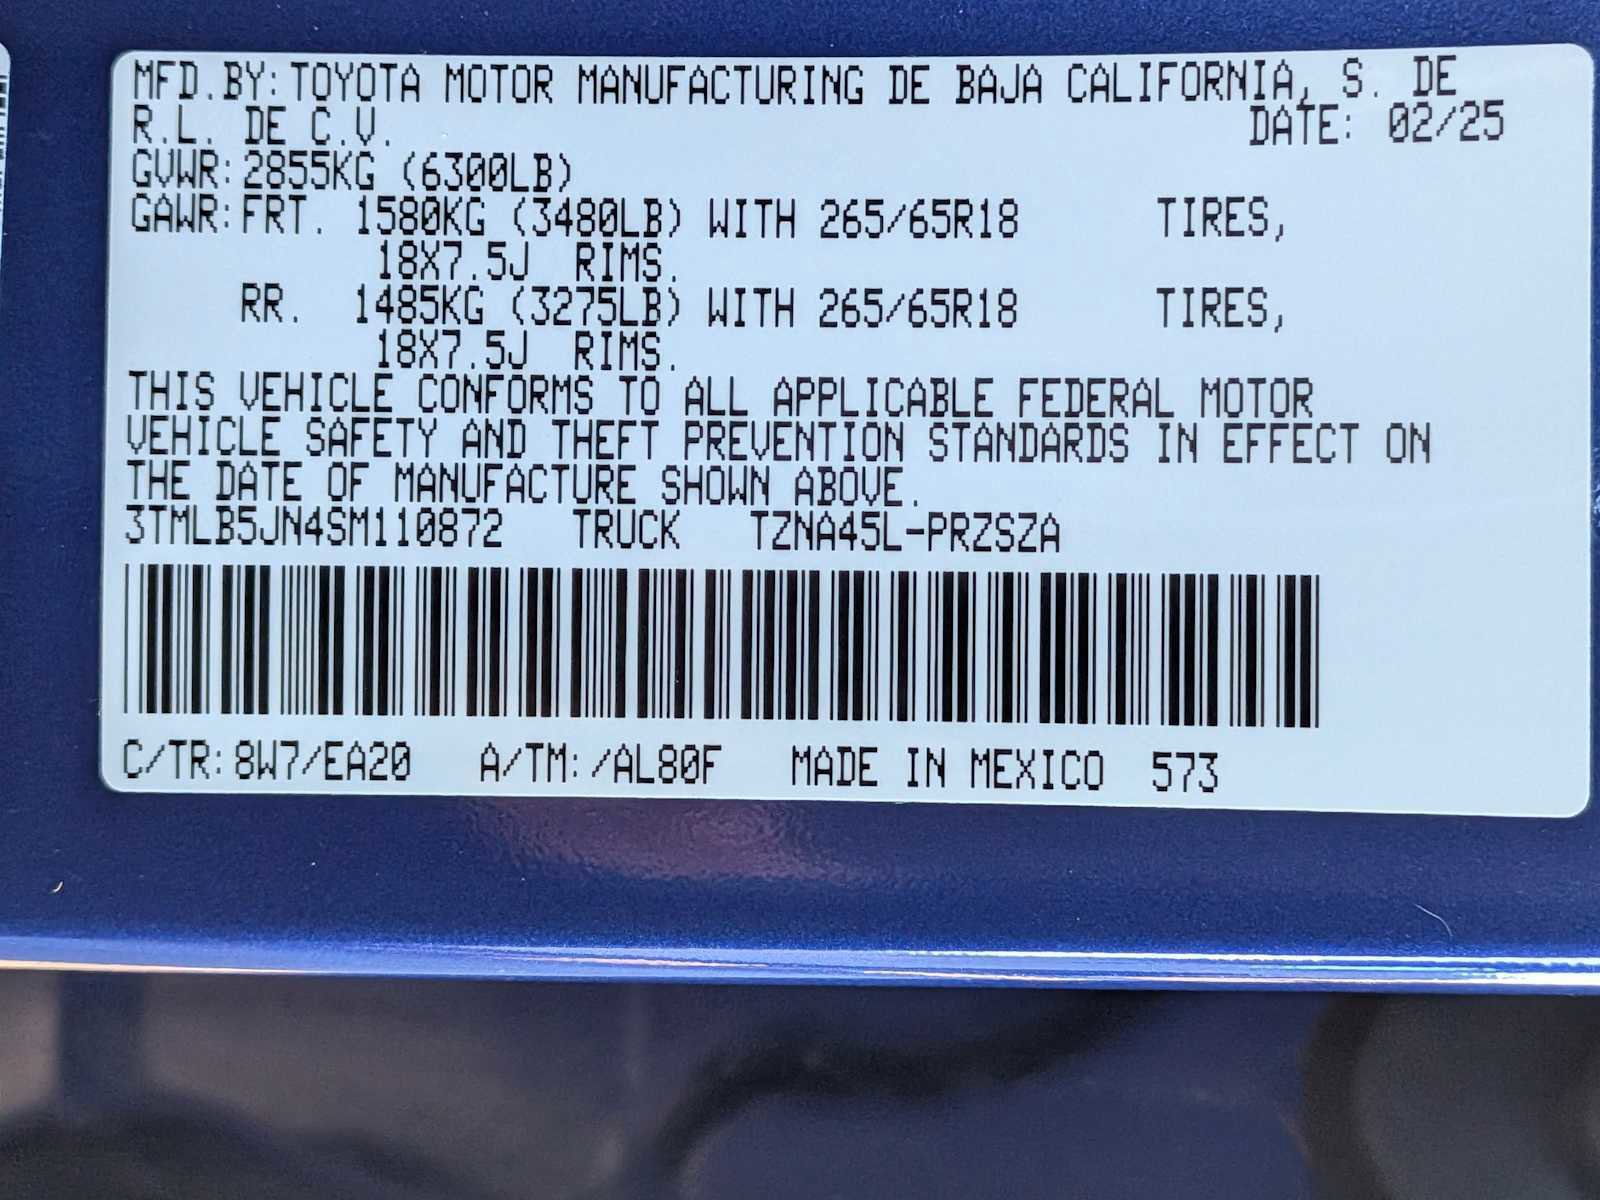 MFD.BY:TOYOTA MOTOR MANUFACTURING DE BAJA CALIFORNIA, S. DE
R.L. DE C.V. DATE: 02/25
GVWR:2855KG (6300LB)
GAWR:FRT. 1580KG (3480LB) WITH 265/65R18 TIRES,
18X7.5J RIMS.
RR. 1485KG (3275LB) WITH 265/65R18 TIRES,
18X7.5J RIMS.
THIS VEHICLE CONFORMS TO ALL APPLICABLE FEDERAL MOTOR
VEHICLE SAFETY AND THEFT PREVENTION STANDARDS IN EFFECT ON
THE DATE OF MANUFACTURE SHOWN ABOVE.
3TMLB5JN4SM110872 TRUCK TZNA45L-PRZSZA
C/TR:8W7/EA20 A/TM:/AL80F MADE IN MEXICO 573